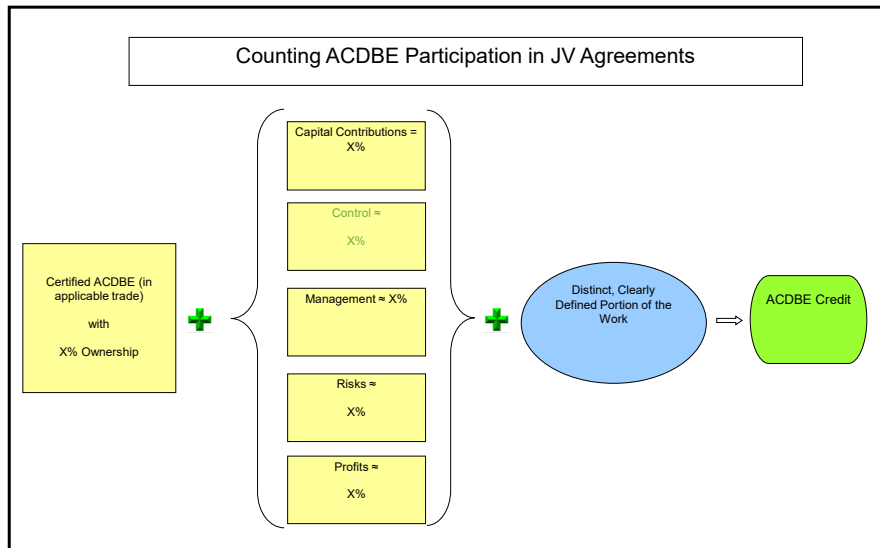 Counting ACDBE Participation in JV Agreements
Certified ACDBE (in
applicable trade)
with
X% Ownership
Capital Contributions =
X%
Control ≈
X%
Management ≈ X%
Risks ≈
X%
Profits ≈
X%
Distinct, Clearly
Defined Portion of the
Work
ACDBE Credit